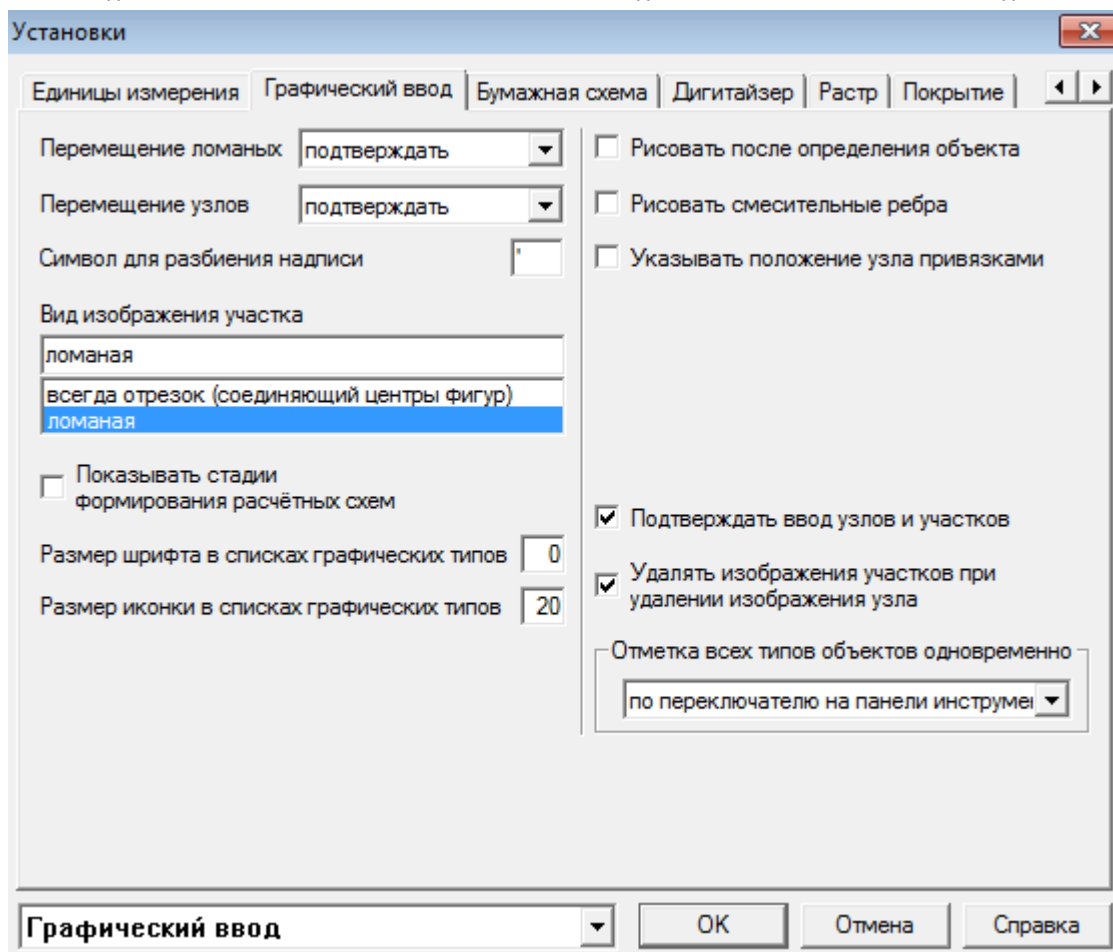 Установки
Единицы измерения Графический ввод Бумажная схема Дигитайзер Растр Покрытие
Перемещение ломаных подтверждать
Перемещение узлов подтверждать
Символ для разбиения надписи '
Вид изображения участка
ломаная
всегда отрезок (соединяющий центры фигур)
ломаная
Показывать стадии
формирования расчётных схем
Размер шрифта в списках графических типов 0
Размер иконки в списках графических типов 20
Рисовать после определения объекта
Рисовать смесительные ребра
Указывать положение узла привязками
Подтверждать ввод узлов и участков
Удалять изображения участков при
удалении изображения узла
Отметка всех типов объектов одновременно
по переключателю на панели инструме
Графический ввод
OK Отмена Справка